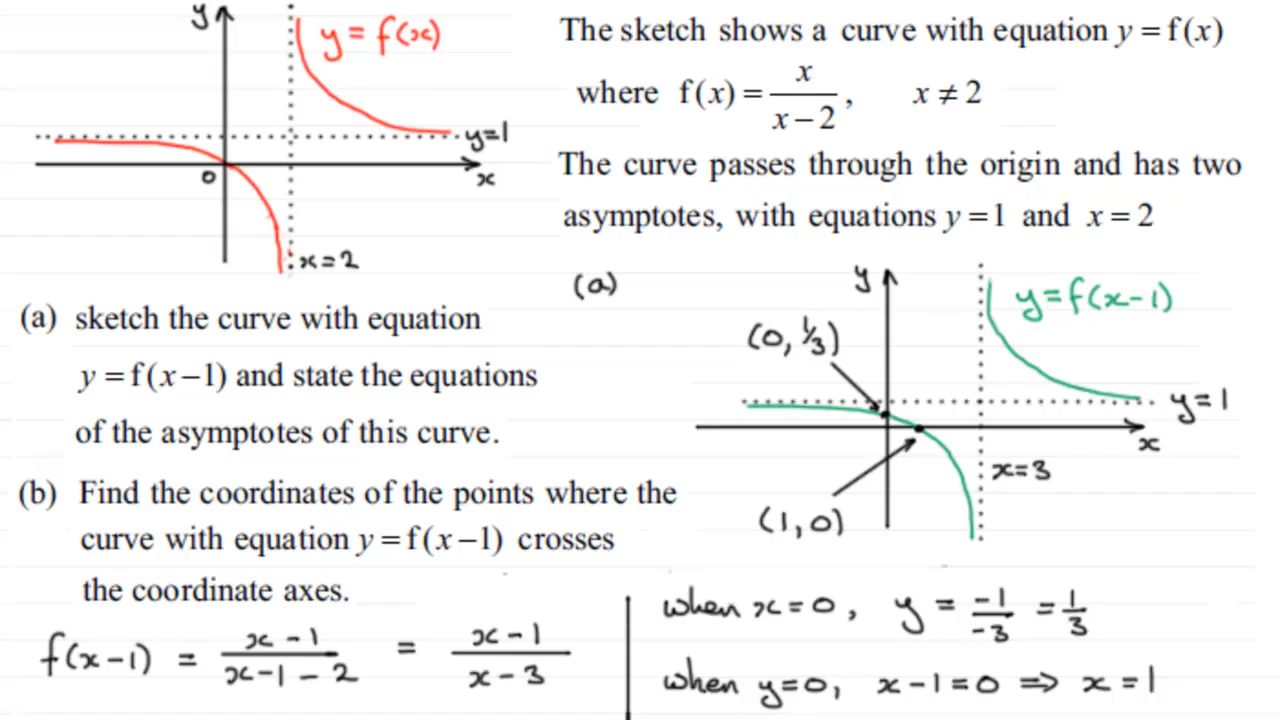 y
y = f(x)
y=1
0
x
x=2
The sketch shows a curve with equation y = f(x)
where f(x) = x/(x−2), x ≠ 2
The curve passes through the origin and has two
asymptotes, with equations y = 1 and x = 2
(a) sketch the curve with equation
y = f(x−1) and state the equations
of the asymptotes of this curve.
(b) Find the coordinates of the points where the
curve with equation y = f(x−1) crosses
the coordinate axes.
(a)
y
y = f(x-1)
(0, 1/3)
y=1
x
x=3
(1, 0)
f(x-1) = (x-1)/(x-1-2) = (x-1)/(x-3)
when x=0, y = -1/-3 = 1/3
when y=0, x-1=0 ⇒ x=1